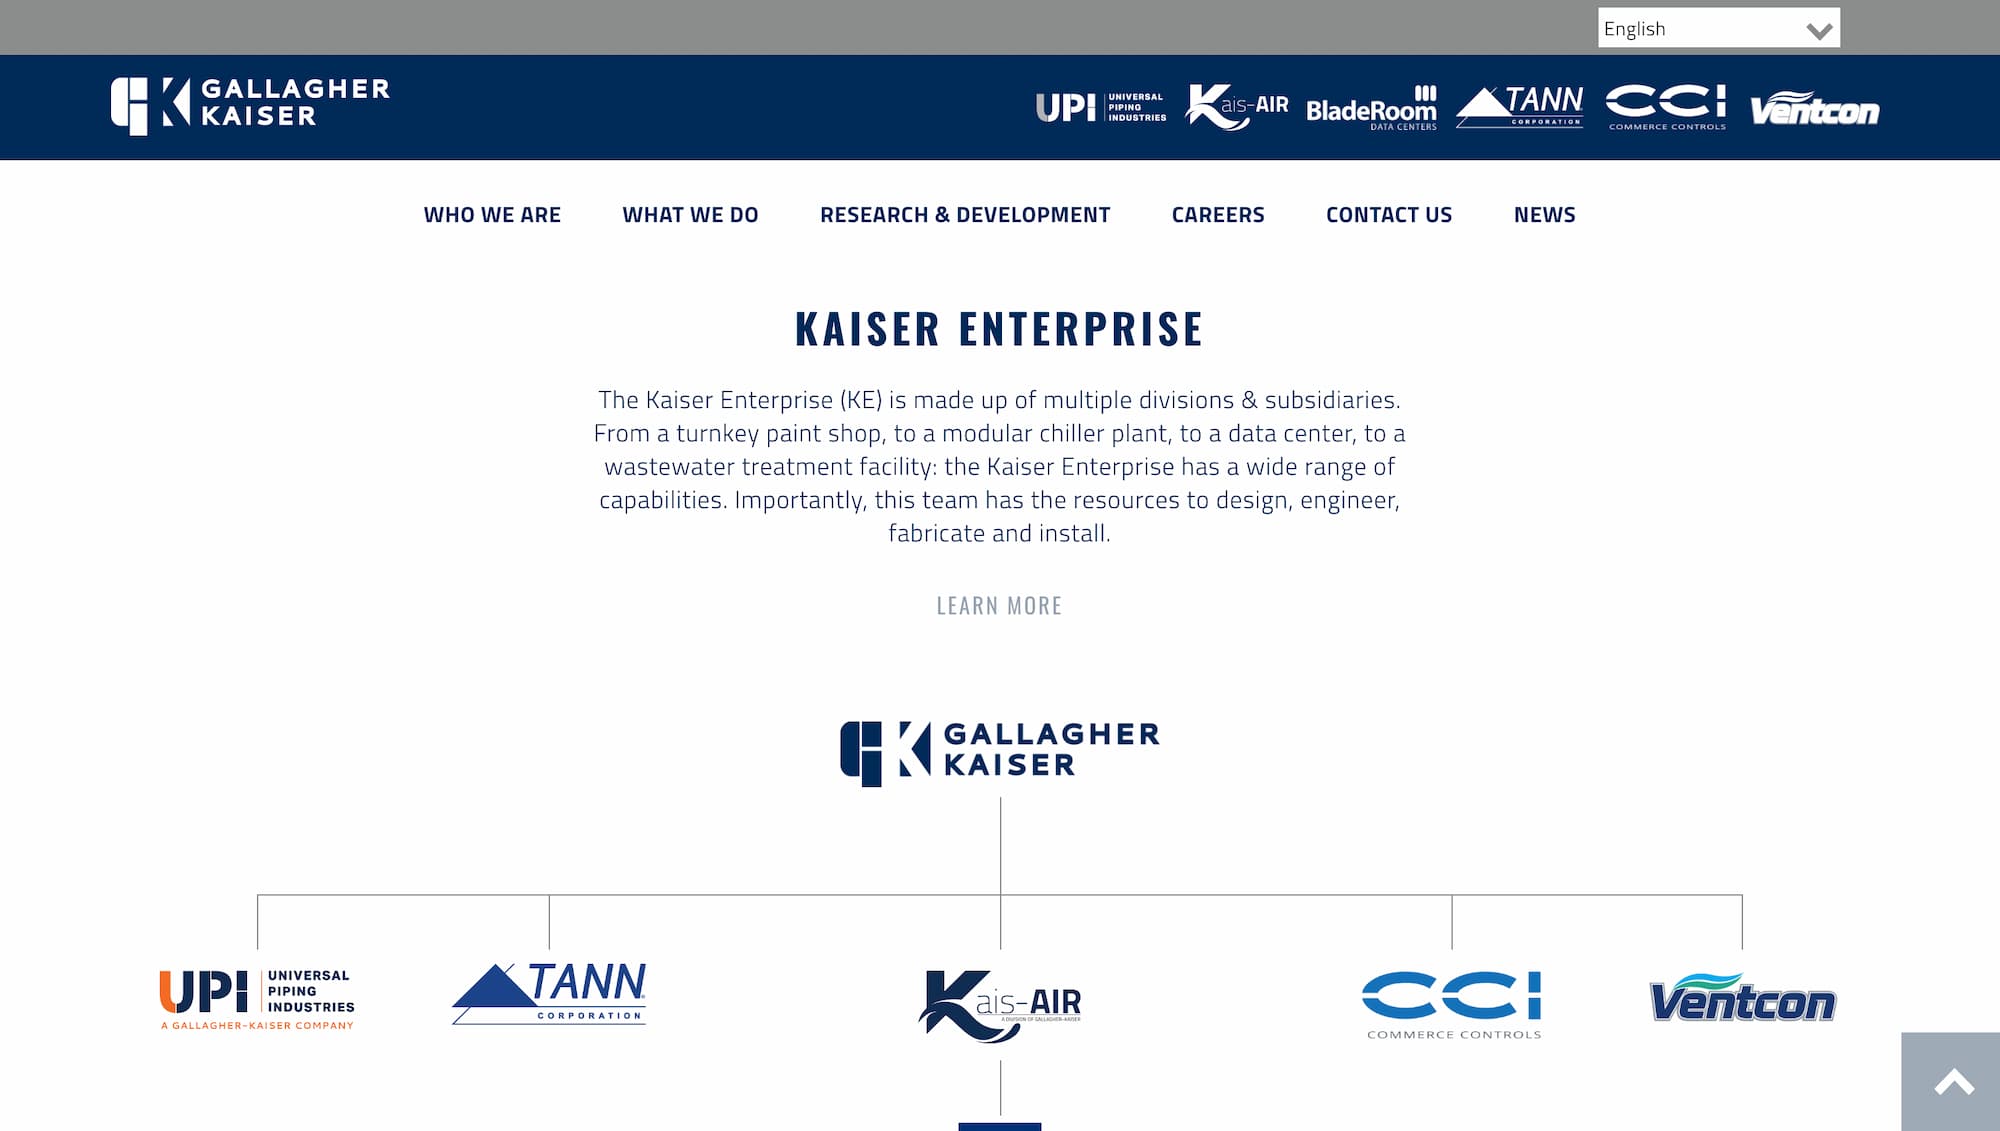 English
GALLAGHER
KAISER
UPI UNIVERSAL
PIPING
INDUSTRIES
Kais-AIR
BladeRoom
DATA CENTERS
TANN
CORPORATION
CCI
COMMERCE CONTROLS
Ventcon
WHO WE ARE WHAT WE DO RESEARCH & DEVELOPMENT CAREERS CONTACT US NEWS
KAISER ENTERPRISE
The Kaiser Enterprise (KE) is made up of multiple divisions & subsidiaries.
From a turnkey paint shop, to a modular chiller plant, to a data center, to a
wastewater treatment facility: the Kaiser Enterprise has a wide range of
capabilities. Importantly, this team has the resources to design, engineer,
fabricate and install.
LEARN MORE
GK GALLAGHER
KAISER
UPI UNIVERSAL
PIPING
INDUSTRIES
A GALLAGHER-KAISER COMPANY
TANN
CORPORATION
Kais-AIR
A DIVISION OF GALLAGHER-KAISER
CCI
COMMERCE CONTROLS
Ventcon